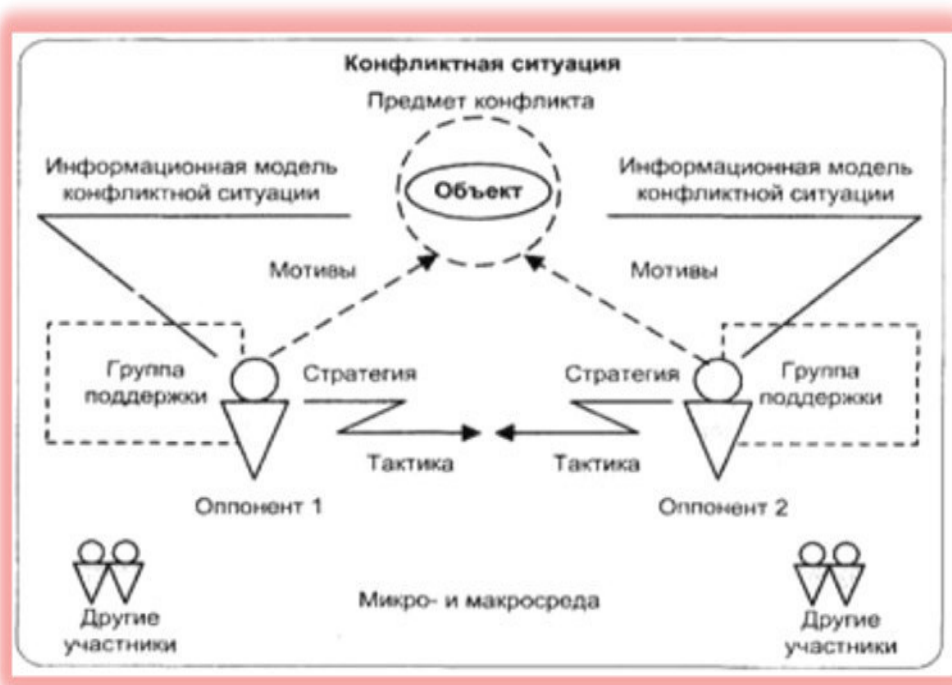 Конфликтная ситуация
Предмет конфликта
Информационная модель
конфликтной ситуации
Объект
Информационная модель
конфликтной ситуации
Мотивы
Мотивы
Группа
поддержки
Стратегия
Стратегия
Группа
поддержки
Тактика
Тактика
Оппонент 1
Оппонент 2
Микро- и макросреда
Другие
участники
Другие
участники